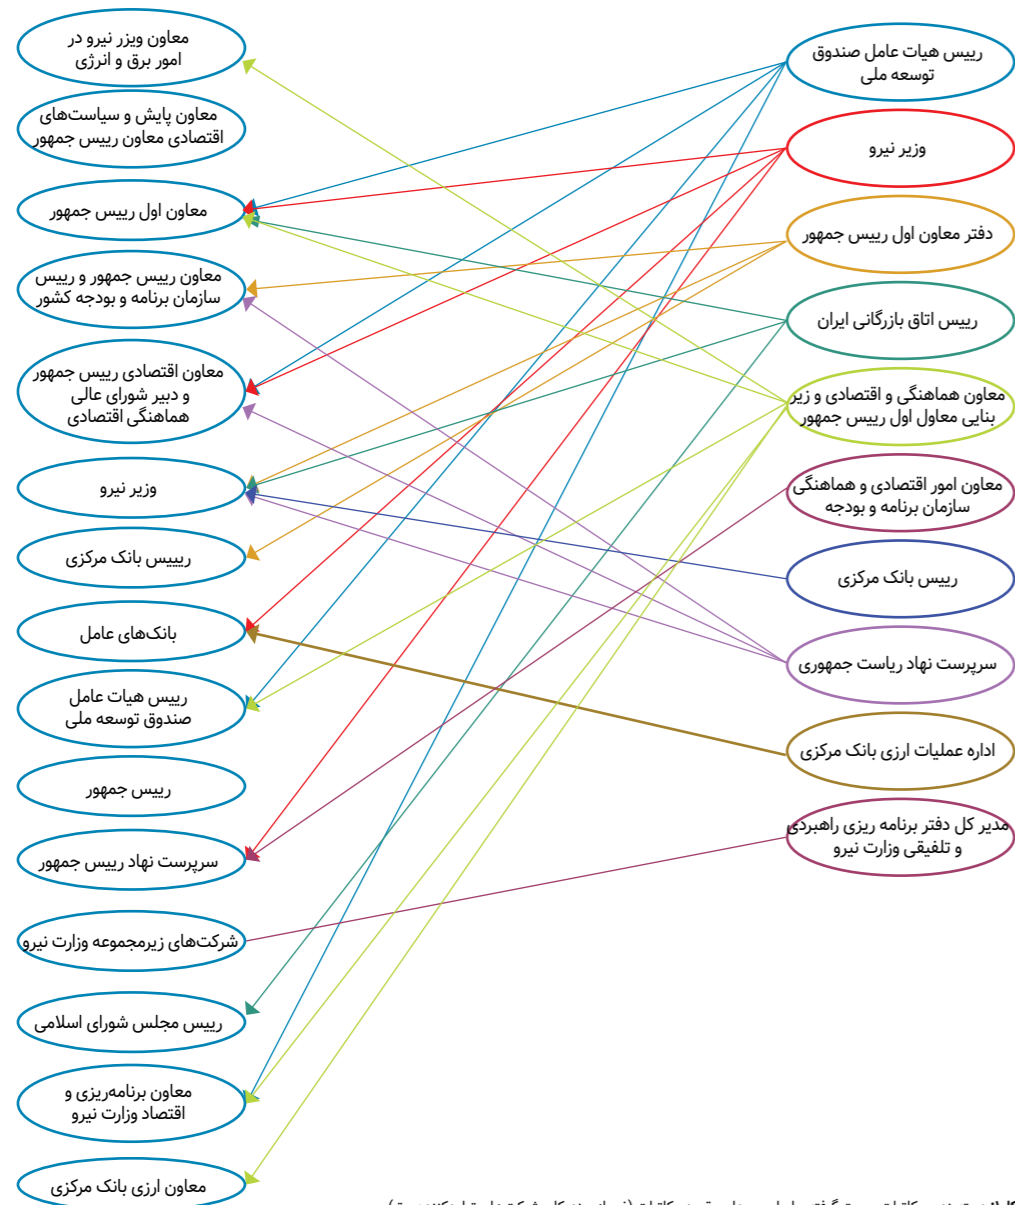 رییس هیات عامل صندوق
توسعه ملی
وزیر نیرو
دفتر معاون اول رییس جمهور
رییس اتاق بازرگانی ایران
معاون هماهنگی و اقتصادی و زیر
بنایی معاول اول رییس جمهور
معاون امور اقتصادی و هماهنگی
سازمان برنامه و بودجه
رییس بانک مرکزی
سرپرست نهاد ریاست جمهوری
اداره عملیات ارزی بانک مرکزی
مدیر کل دفتر برنامه ریزی راهبردی
و تلفیقی وزارت نیرو
معاون ویزر نیرو در
امور برق و انرژی
معاون پایش و سیاست‌های
اقتصادی معاون رییس جمهور
معاون اول رییس جمهور
معاون رییس جمهور و رییس
سازمان برنامه و بودجه کشور
معاون اقتصادی رییس جمهور
و دبیر شورای عالی
هماهنگی اقتصادی
وزیر نیرو
ریییس بانک مرکزی
بانک‌های عامل
رییس هیات عامل
صندوق توسعه ملی
رییس جمهور
سرپرست نهاد رییس جمهور
شرکت‌های زیرمجموعه وزارت نیرو
رییس مجلس شورای اسلامی
معاون برنامه‌ریزی و
اقتصاد وزارت نیرو
معاون ارزی بانک مرکزی